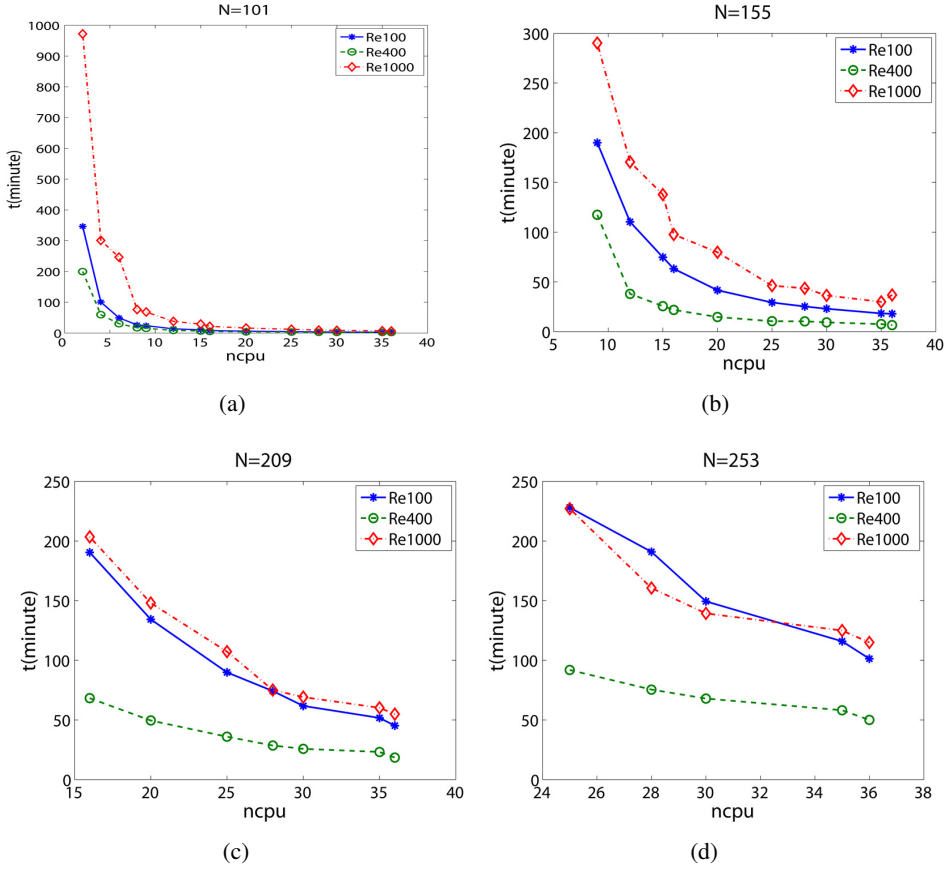 N=101
1000
900
800
700
600
500
400
300
200
100
0
0
5
10
15
20
25
30
35
40
t(minute)
ncpu
Re100
Re400
Re1000
(a)
N=155
300
250
200
150
100
50
0
5
10
15
20
25
30
35
40
t(minute)
ncpu
Re100
Re400
Re1000
(b)
N=209
250
200
150
100
50
0
15
20
25
30
35
40
t(minute)
ncpu
Re100
Re400
Re1000
(c)
N=253
250
200
150
100
50
0
24
26
28
30
32
34
36
38
t(minute)
ncpu
Re100
Re400
Re1000
(d)